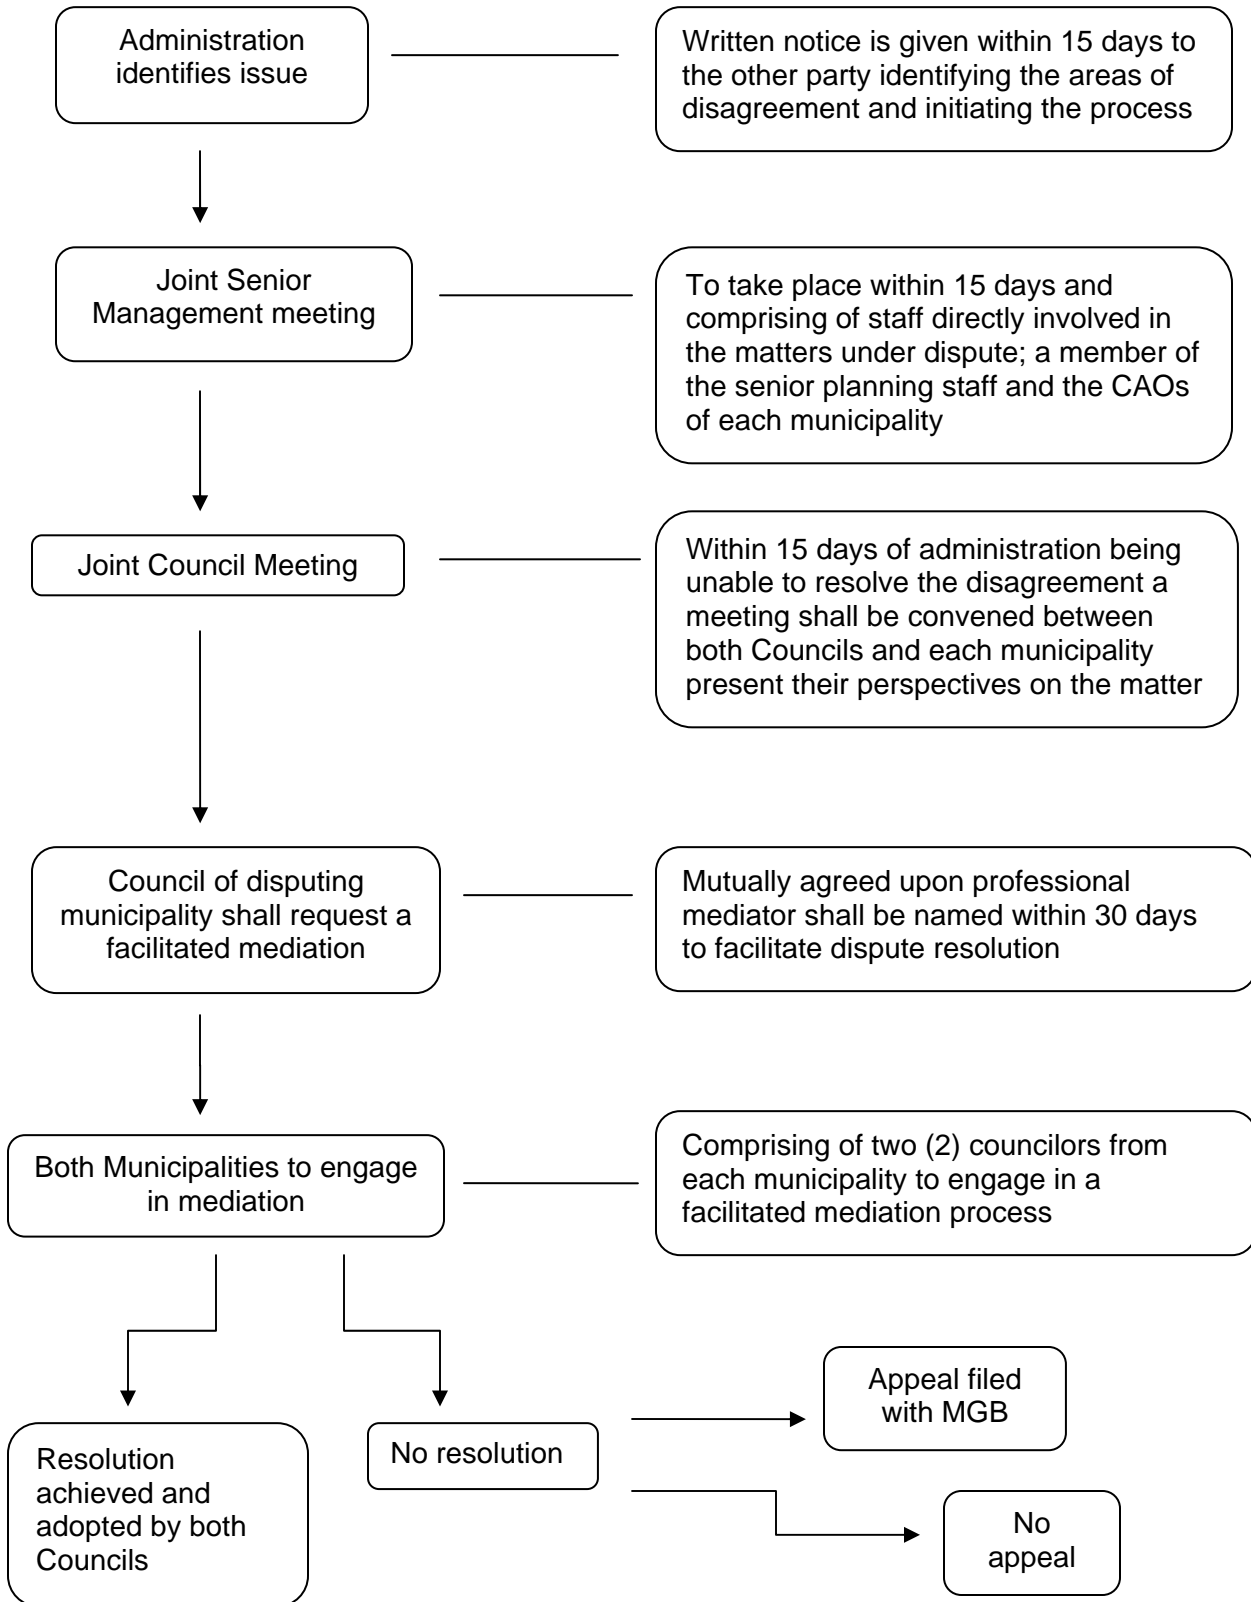 Administration
identifies issue
Written notice is given within 15 days to
the other party identifying the areas of
disagreement and initiating the process
Joint Senior
Management meeting
To take place within 15 days and
comprising of staff directly involved in
the matters under dispute; a member of
the senior planning staff and the CAOs
of each municipality
Joint Council Meeting
Within 15 days of administration being
unable to resolve the disagreement a
meeting shall be convened between
both Councils and each municipality
present their perspectives on the matter
Council of disputing
municipality shall request a
facilitated mediation
Mutually agreed upon professional
mediator shall be named within 30 days
to facilitate dispute resolution
Both Municipalities to engage
in mediation
Comprising of two (2) councilors from
each municipality to engage in a
facilitated mediation process
Resolution
achieved and
adopted by both
Councils
No resolution
Appeal filed
with MGB
No
appeal